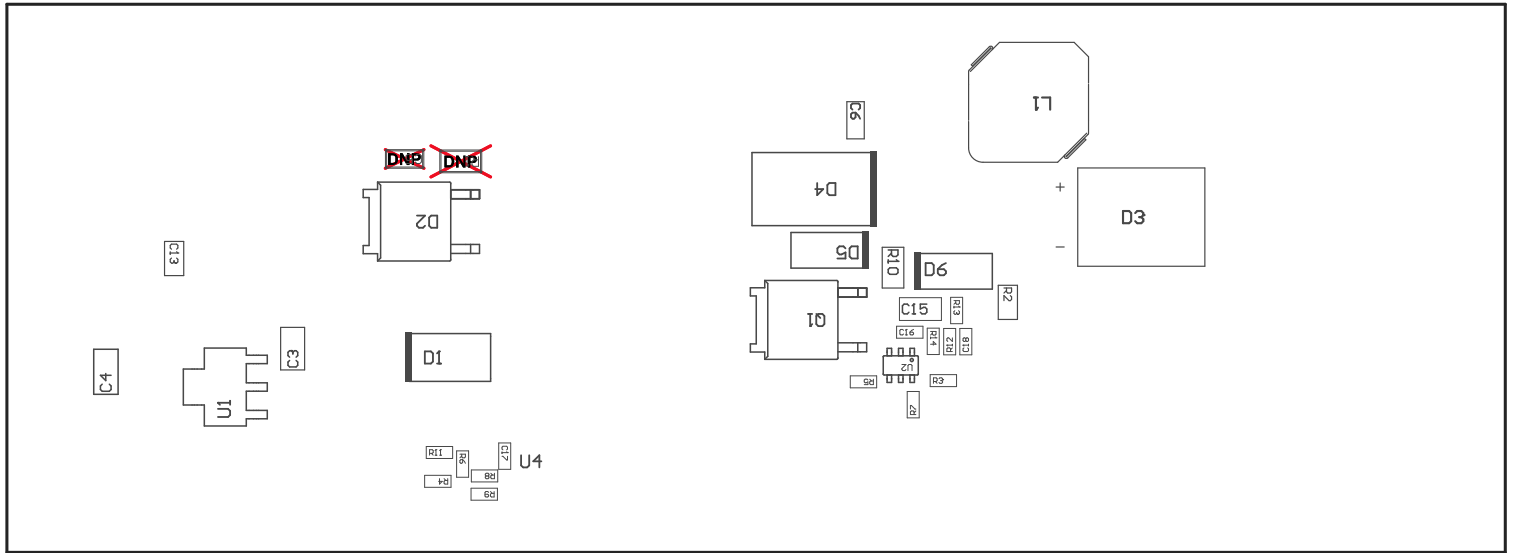 L1
C6
DNP
DNP
D4
+
D2
D3
C13
D5
-
R10
D6
R2
C15
R13
Q1
C16
R14
R12
C18
C3
D1
U2
C4
R5
R3
U1
R7
R11
R6
C17
U4
R8
R4
R9